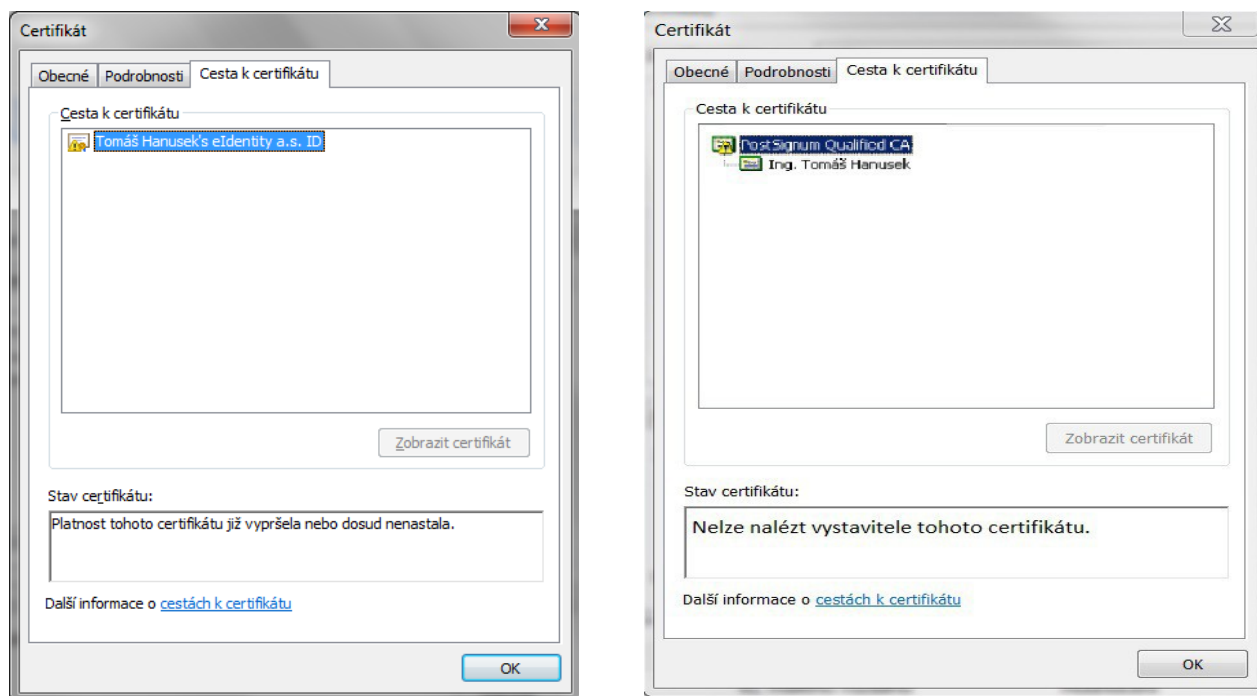 Certifikát
Obecné Podrobnosti Cesta k certifikátu
Cesta k certifikátu
Tomáš Hanusek's eIdentity a.s. ID
Zobrazit certifikát
Stav certifikátu:
Platnost tohoto certifikátu již vypršela nebo dosud nenastala.
Další informace o cestách k certifikátu
OK
Certifikát
Obecné Podrobnosti Cesta k certifikátu
Cesta k certifikátu
PostSignum Qualified CA
Ing. Tomáš Hanusek
Zobrazit certifikát
Stav certifikátu:
Nelze nalézt vystavitele tohoto certifikátu.
Další informace o cestách k certifikátu
OK